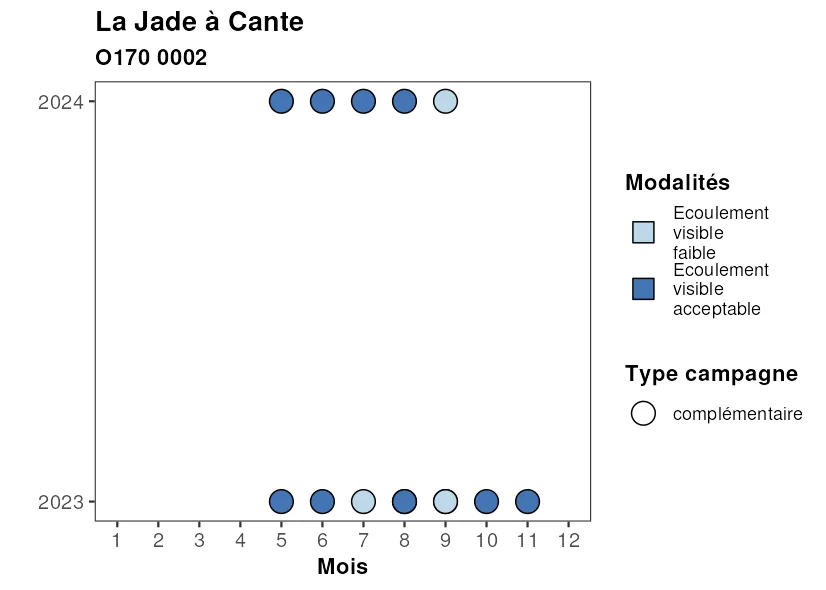 La Jade à Cante
O170 0002
2024
2023
1 2 3 4 5 6 7 8 9 10 11 12
Mois
Modalités
Ecoulement
visible
faible
Ecoulement
visible
acceptable
Type campagne
complémentaire